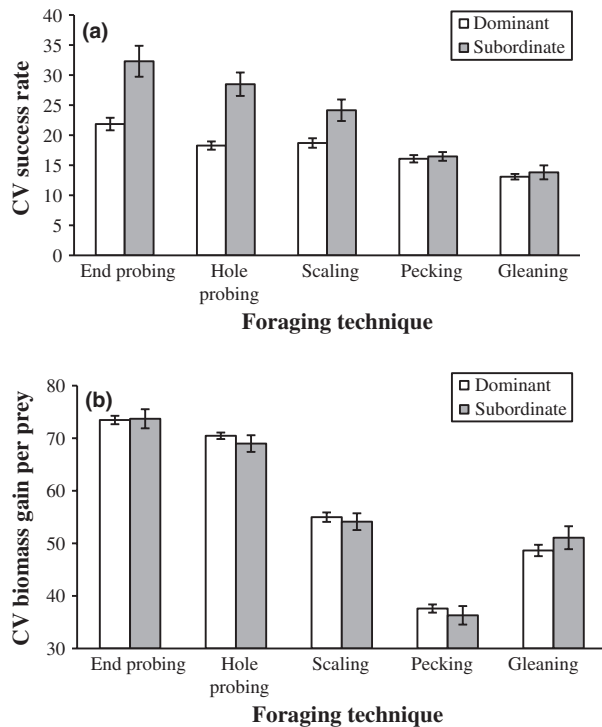 (a)
Dominant
Subordinate
CV success rate
40
35
30
25
20
15
10
5
0
End probing
Hole
probing
Scaling
Pecking
Gleaning
Foraging technique
(b)
Dominant
Subordinate
CV biomass gain per prey
80
70
60
50
40
30
End probing
Hole
probing
Scaling
Pecking
Gleaning
Foraging technique